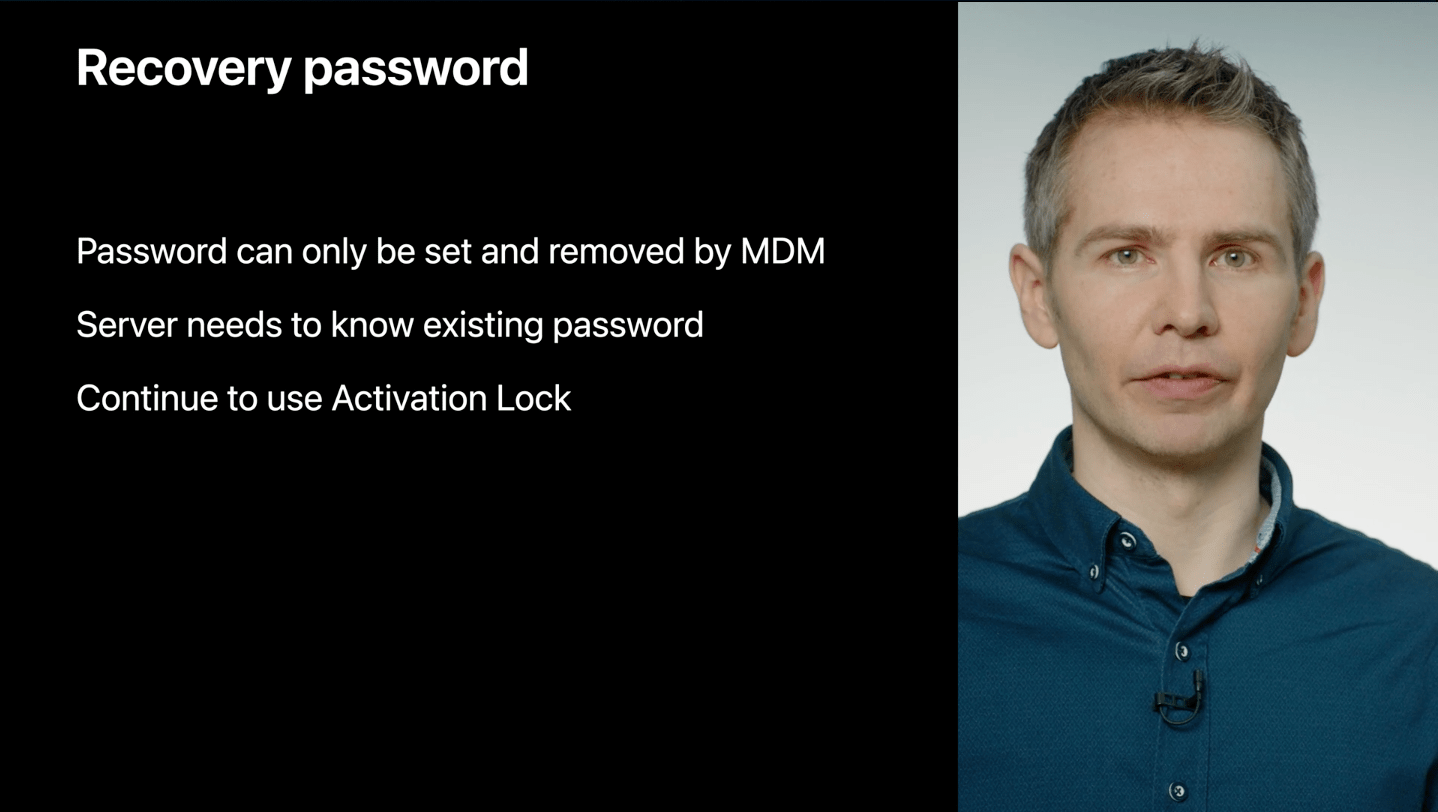 Recovery password
Password can only be set and removed by MDM
Server needs to know existing password
Continue to use Activation Lock